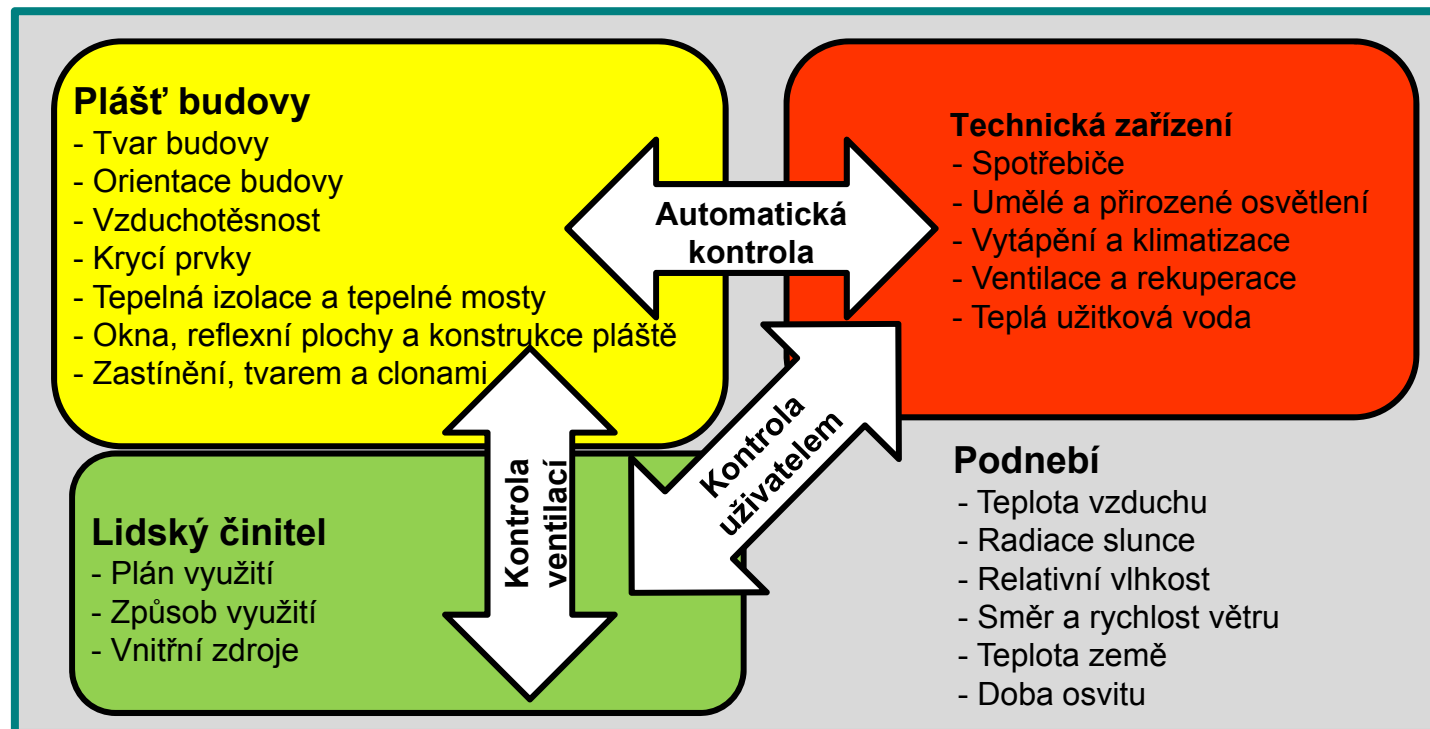 Plášť budovy
- Tvar budovy
- Orientace budovy
- Vzduchotěsnost
- Krycí prvky
- Tepelná izolace a tepelné mosty
- Okna, reflexní plochy a konstrukce pláště
- Zastínění, tvarem a clonami
Automatická
kontrola
Technická zařízení
- Spotřebiče
- Umělé a přirozené osvětlení
- Vytápění a klimatizace
- Ventilace a rekuperace
- Teplá užitková voda
Kontrola
ventilací
Kontrola
uživatelem
Lidský činitel
- Plán využití
- Způsob využití
- Vnitřní zdroje
Podnebí
- Teplota vzduchu
- Radiace slunce
- Relativní vlhkost
- Směr a rychlost větru
- Teplota země
- Doba osvitu